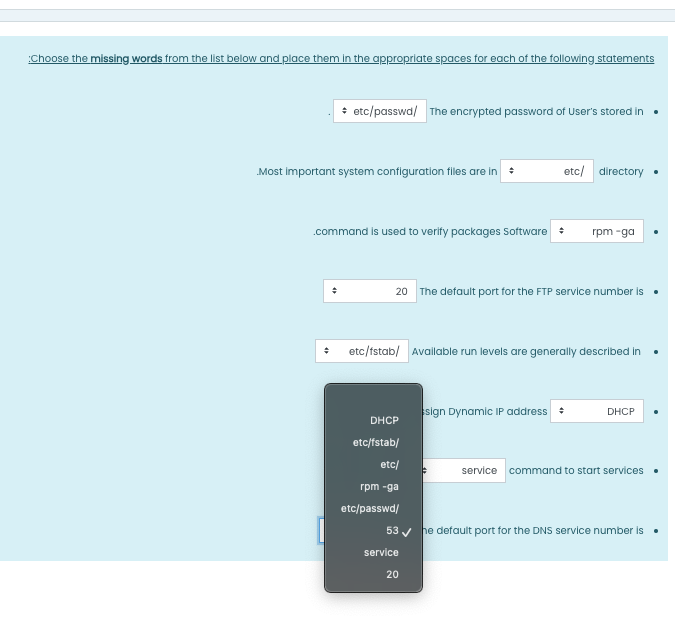 :Choose the missing words from the list below and place them in the appropriate spaces for each of the following statements
. etc/passwd/ The encrypted password of User's stored in
.Most important system configuration files are in etc/ directory
.command is used to verify packages Software rpm -ga
20 The default port for the FTP service number is
etc/fstab/ Available run levels are generally described in
ssign Dynamic IP address DHCP
service command to start services
he default port for the DNS service number is
DHCP
etc/fstab/
etc/
rpm -ga
etc/passwd/
53
service
20